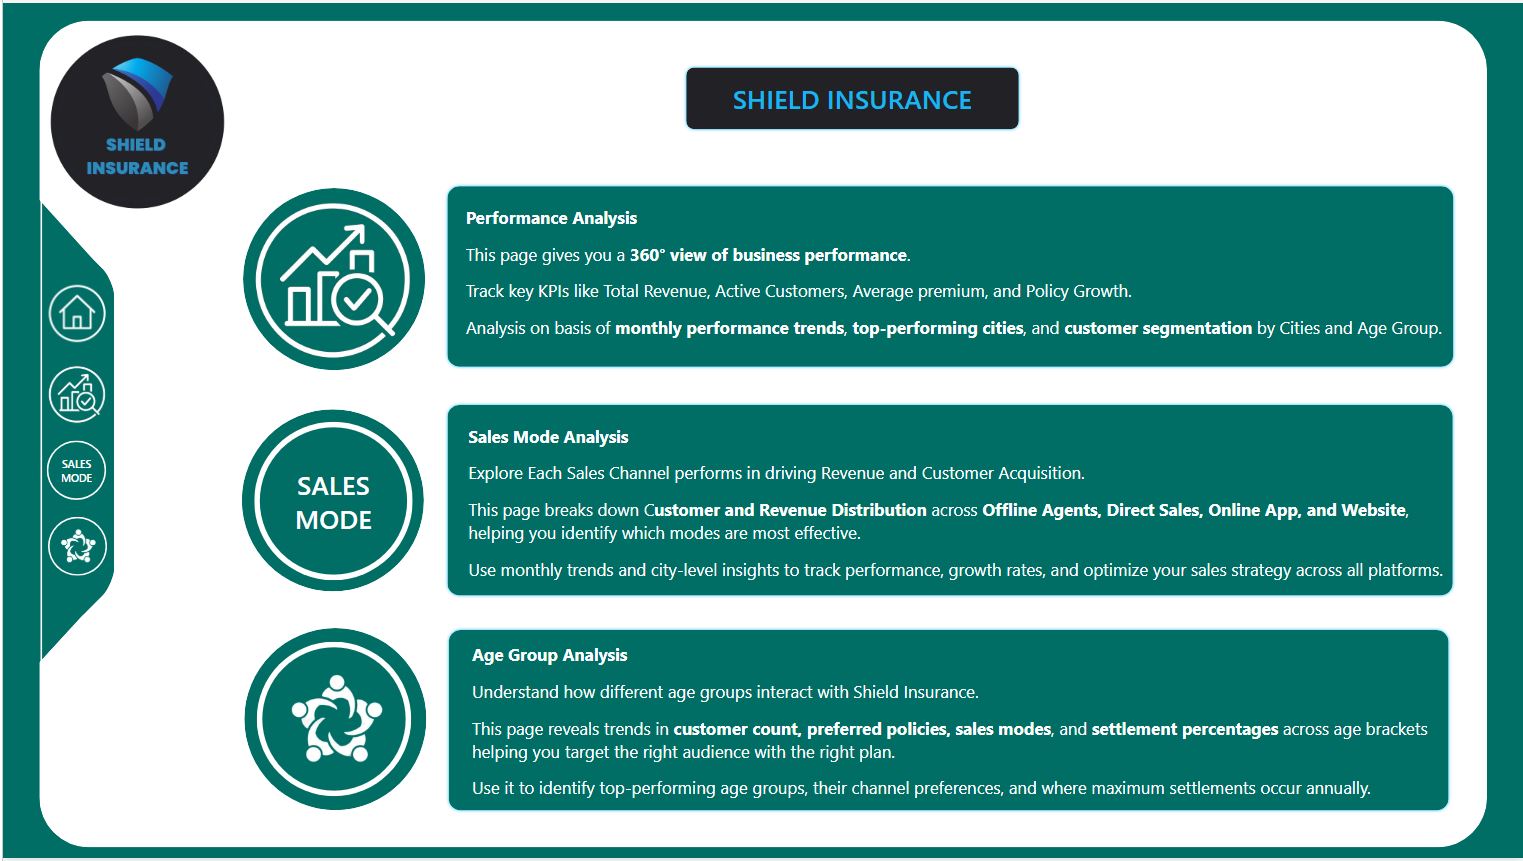 SHIELD
INSURANCE
SHIELD INSURANCE
Performance Analysis
This page gives you a 360° view of business performance.
Track key KPIs like Total Revenue, Active Customers, Average premium, and Policy Growth.
Analysis on basis of monthly performance trends, top-performing cities, and customer segmentation by Cities and Age Group.
SALES
MODE
SALES
MODE
Sales Mode Analysis
Explore Each Sales Channel performs in driving Revenue and Customer Acquisition.
This page breaks down Customer and Revenue Distribution across Offline Agents, Direct Sales, Online App, and Website,
helping you identify which modes are most effective.
Use monthly trends and city-level insights to track performance, growth rates, and optimize your sales strategy across all platforms.
Age Group Analysis
Understand how different age groups interact with Shield Insurance.
This page reveals trends in customer count, preferred policies, sales modes, and settlement percentages across age brackets
helping you target the right audience with the right plan.
Use it to identify top-performing age groups, their channel preferences, and where maximum settlements occur annually.